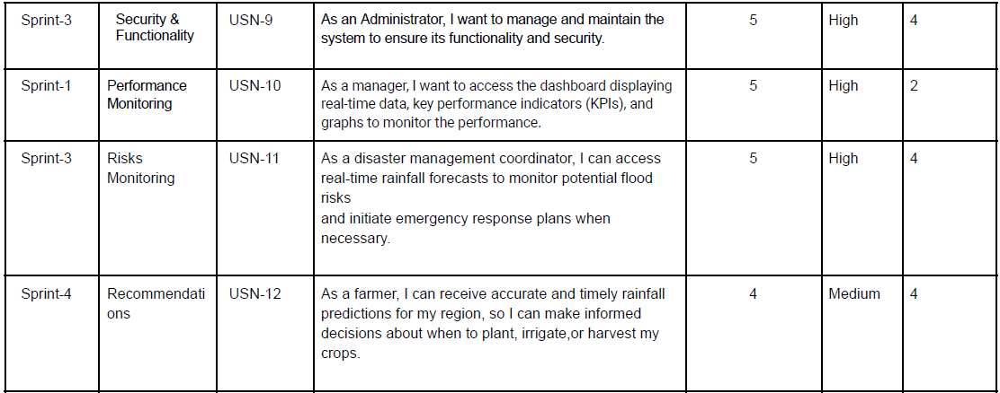 Sprint-3 Security & USN-9 As an Administrator, I want to manage and maintain the 5 High 4
Functionality system to ensure its functionality and security.
Sprint-1 Performance USN-10 As a manager, I want to access the dashboard displaying 5 High 2
Monitoring real-time data, key performance indicators (KPIs), and
graphs to monitor the performance.
Sprint-3 Risks USN-11 As a disaster management coordinator, I can access 5 High 4
Monitoring real-time rainfall forecasts to monitor potential flood
risks
and initiate emergency response plans when
necessary.
Sprint-4 Recommendati USN-12 As a farmer, I can receive accurate and timely rainfall 4 Medium 4
ons predictions for my region, so I can make informed
decisions about when to plant, irrigate,or harvest my
crops.